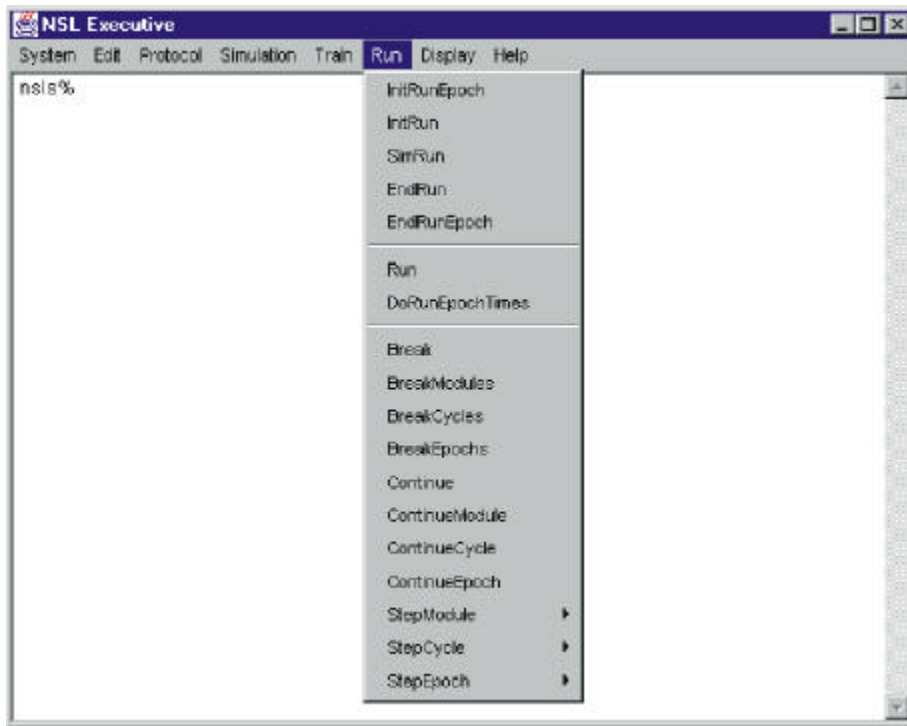 NSL Executive
System Edit Protocol Simulation Train Run Display Help
nsls%
InitRunEpoch
InitRun
SimRun
EndRun
EndRunEpoch
Run
DoRunEpochTimes
Break
BreakModules
BreakCycles
BreakEpochs
Continue
ContinueModule
ContinueCycle
ContinueEpoch
StepModule
StepCycle
StepEpoch